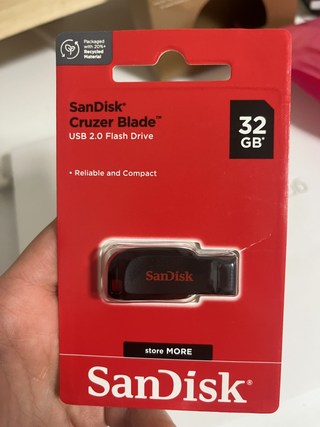 Packaged
with 20%+
Recycled
Material
SanDisk®
Cruzer Blade™
USB 2.0 Flash Drive
32
GB*
• Reliable and Compact
SanDisk
store MORE
SanDisk®